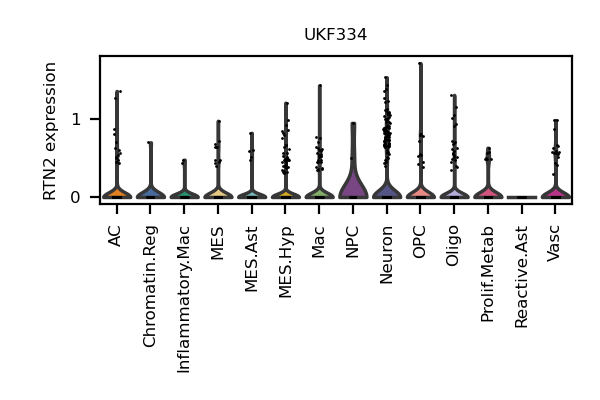 UKF334
RTN2 expression
1
0
AC
Chromatin.Reg
Inflammatory.Mac
MES
MES.Ast
MES.Hyp
Mac
NPC
Neuron
OPC
Oligo
Prolif.Metab
Reactive.Ast
Vasc